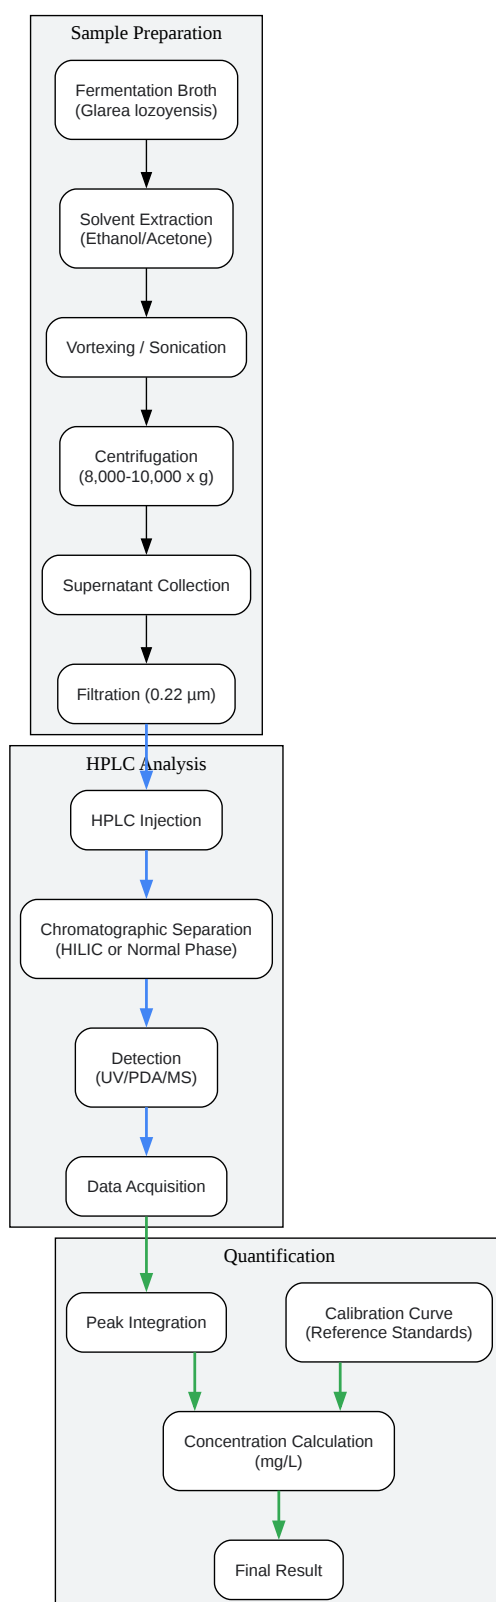 Sample Preparation
Fermentation Broth
(Glarea lozoyensis)
Solvent Extraction
(Ethanol/Acetone)
Vortexing / Sonication
Centrifugation
(8,000-10,000 x g)
Supernatant Collection
Filtration (0.22 µm)
HPLC Analysis
HPLC Injection
Chromatographic Separation
(HILIC or Normal Phase)
Detection
(UV/PDA/MS)
Data Acquisition
Quantification
Peak Integration
Calibration Curve
(Reference Standards)
Concentration Calculation
(mg/L)
Final Result